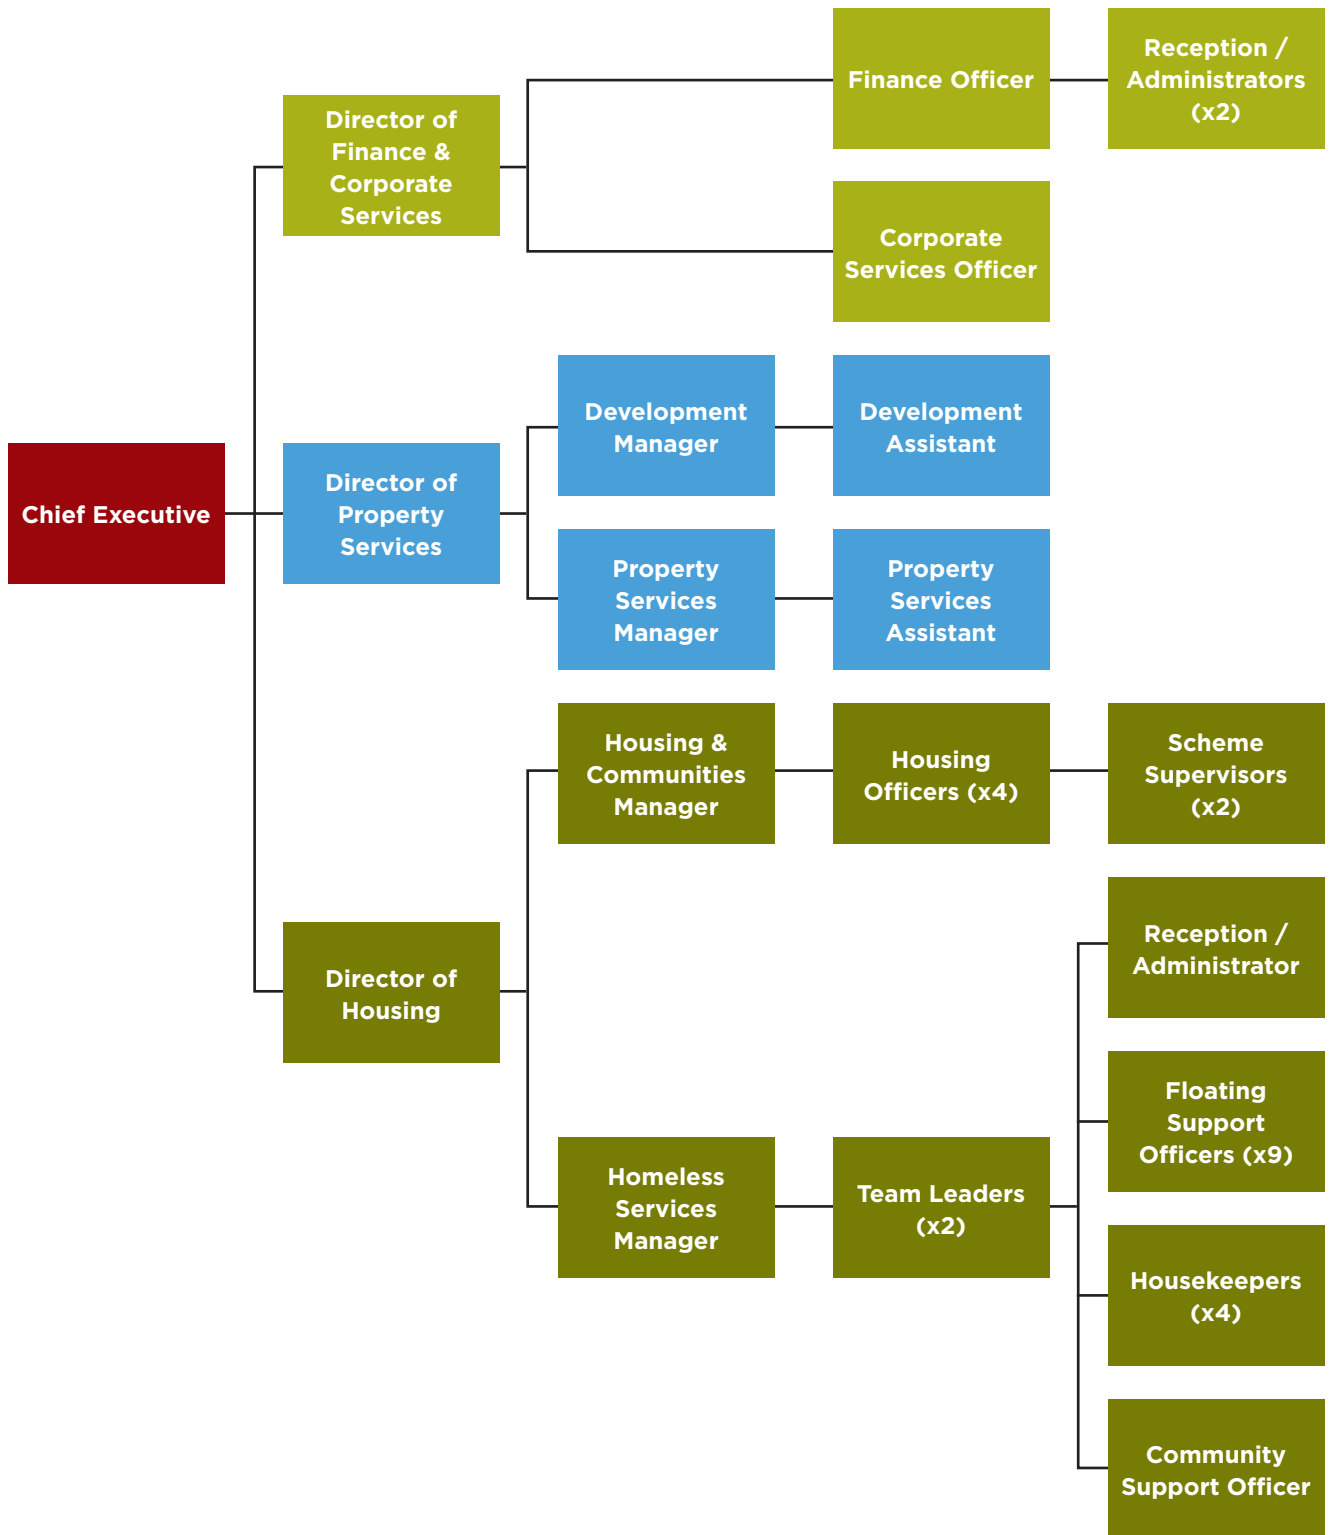 Chief Executive
Director of
Finance &
Corporate
Services
Finance Officer
Reception /
Administrators
(x2)
Corporate
Services Officer
Director of
Property
Services
Development
Manager
Development
Assistant
Property
Services
Manager
Property
Services
Assistant
Director of
Housing
Housing &
Communities
Manager
Housing
Officers (x4)
Scheme
Supervisors
(x2)
Homeless
Services
Manager
Team Leaders
(x2)
Reception /
Administrator
Floating
Support
Officers (x9)
Housekeepers
(x4)
Community
Support Officer